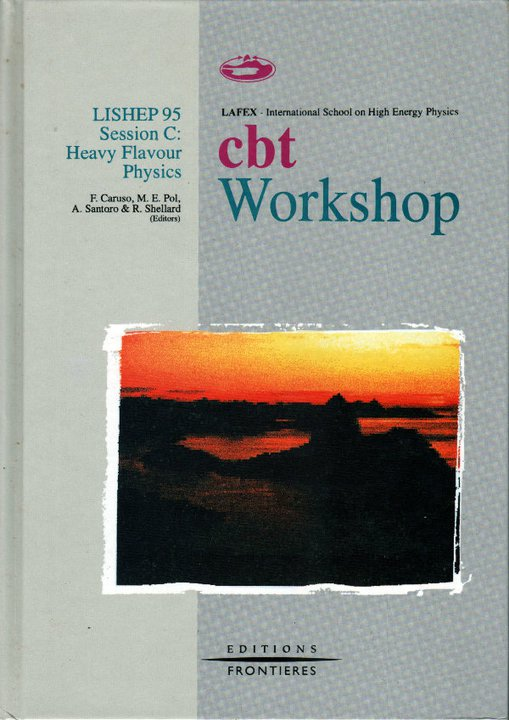 LISHEP 95
Session C:
Heavy Flavour
Physics
F. Caruso, M. E. Pol,
A. Santoro & R. Shellard
(Editors)
LAFEX - International School on High Energy Physics
cbt
Workshop
EDITIONS
FRONTIERES